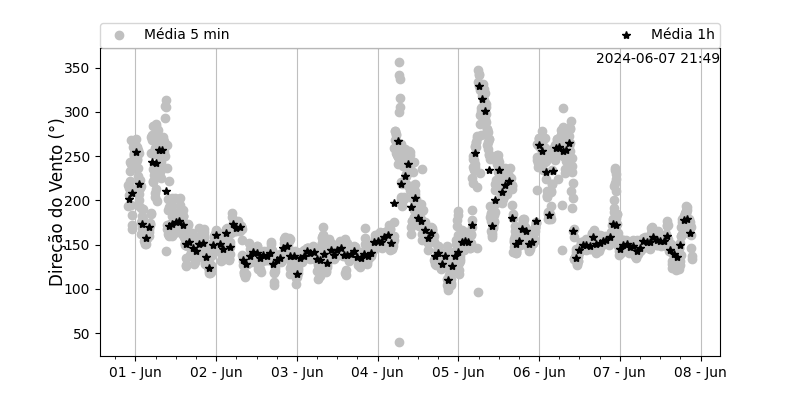 Média 5 min Média 1h
2024-06-07 21:49
Direção do Vento (°)
350
300
250
200
150
100
50
01 - Jun 02 - Jun 03 - Jun 04 - Jun 05 - Jun 06 - Jun 07 - Jun 08 - Jun